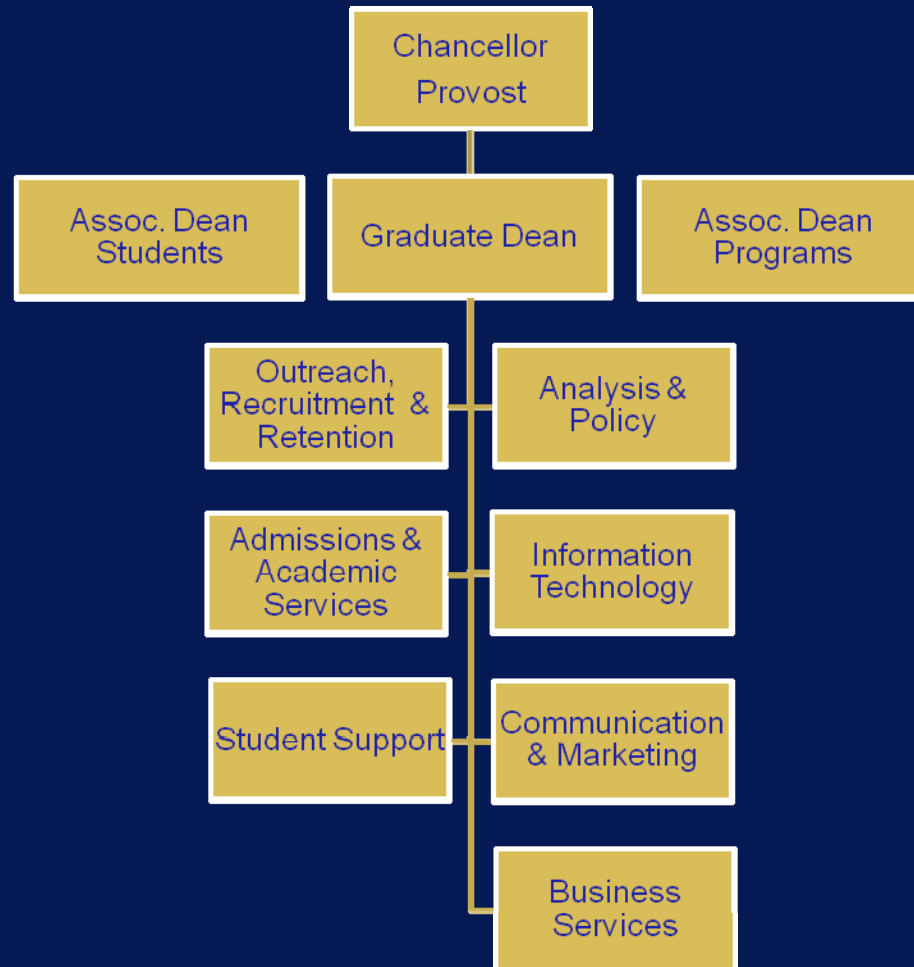 Chancellor
Provost
Assoc. Dean
Students
Graduate Dean
Assoc. Dean
Programs
Outreach,
Recruitment &
Retention
Analysis &
Policy
Admissions &
Academic
Services
Information
Technology
Student Support
Communication
& Marketing
Business
Services